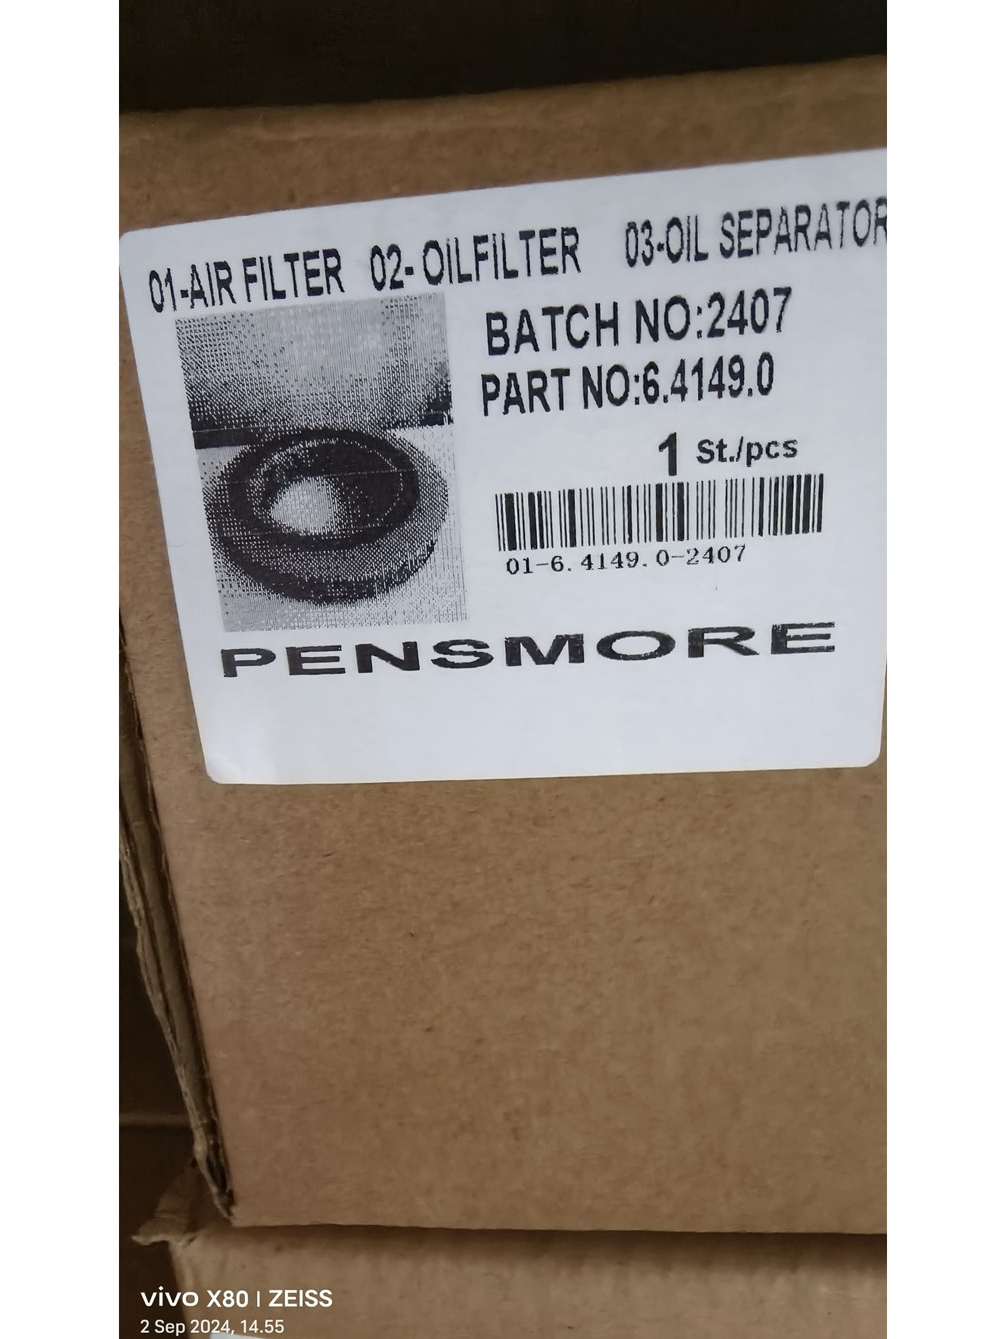 01-AIR FILTER 02- OILFILTER 03-OIL SEPARATOR
BATCH NO:2407
PART NO:6.4149.0
1 St./pcs
01-6.4149.0-2407
PENSMORE
vivo X80 | ZEISS
2 Sep 2024, 14.55